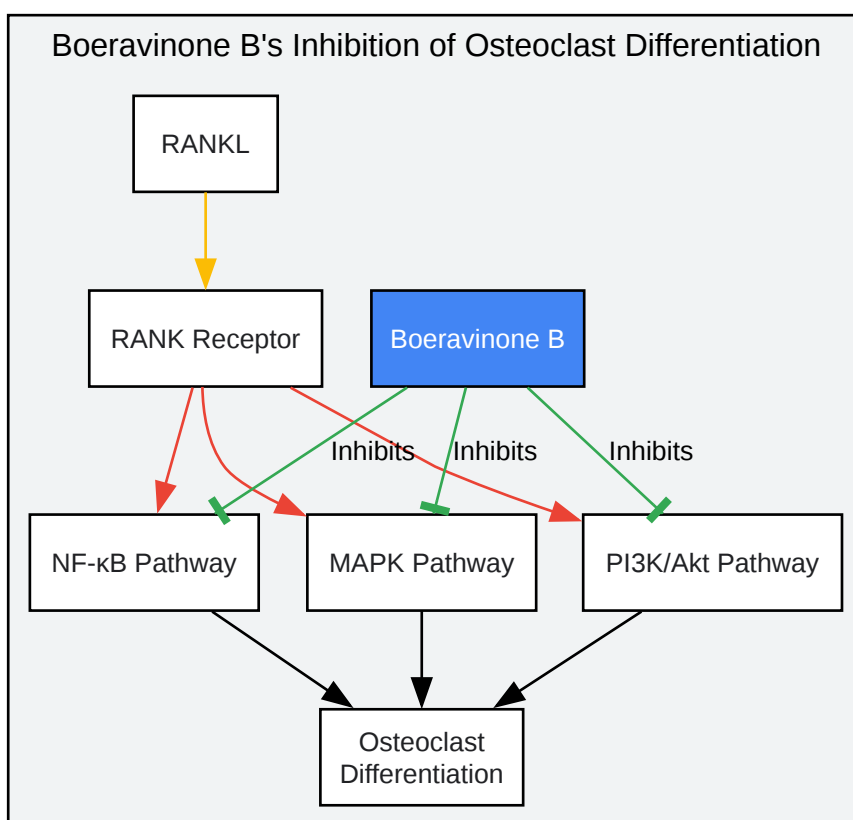 Boeravinone B's Inhibition of Osteoclast Differentiation
RANKL
RANK Receptor
Boeravinone B
Inhibits
Inhibits
Inhibits
NF-κB Pathway
MAPK Pathway
PI3K/Akt Pathway
Osteoclast
Differentiation